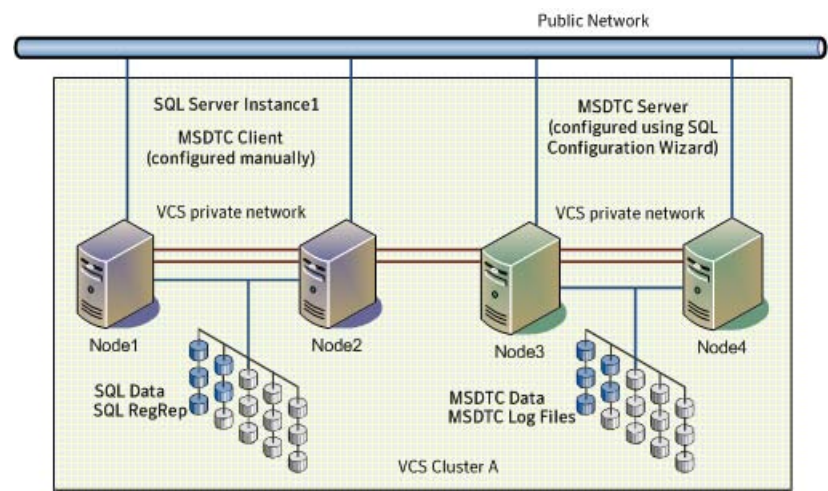 Public Network
SQL Server Instance1
MSDTC Client
(configured manually)
MSDTC Server
(configured using SQL
Configuration Wizard)
VCS private network
VCS private network
Node1
Node2
Node3
Node4
SQL Data
SQL RegRep
MSDTC Data
MSDTC Log Files
VCS Cluster A